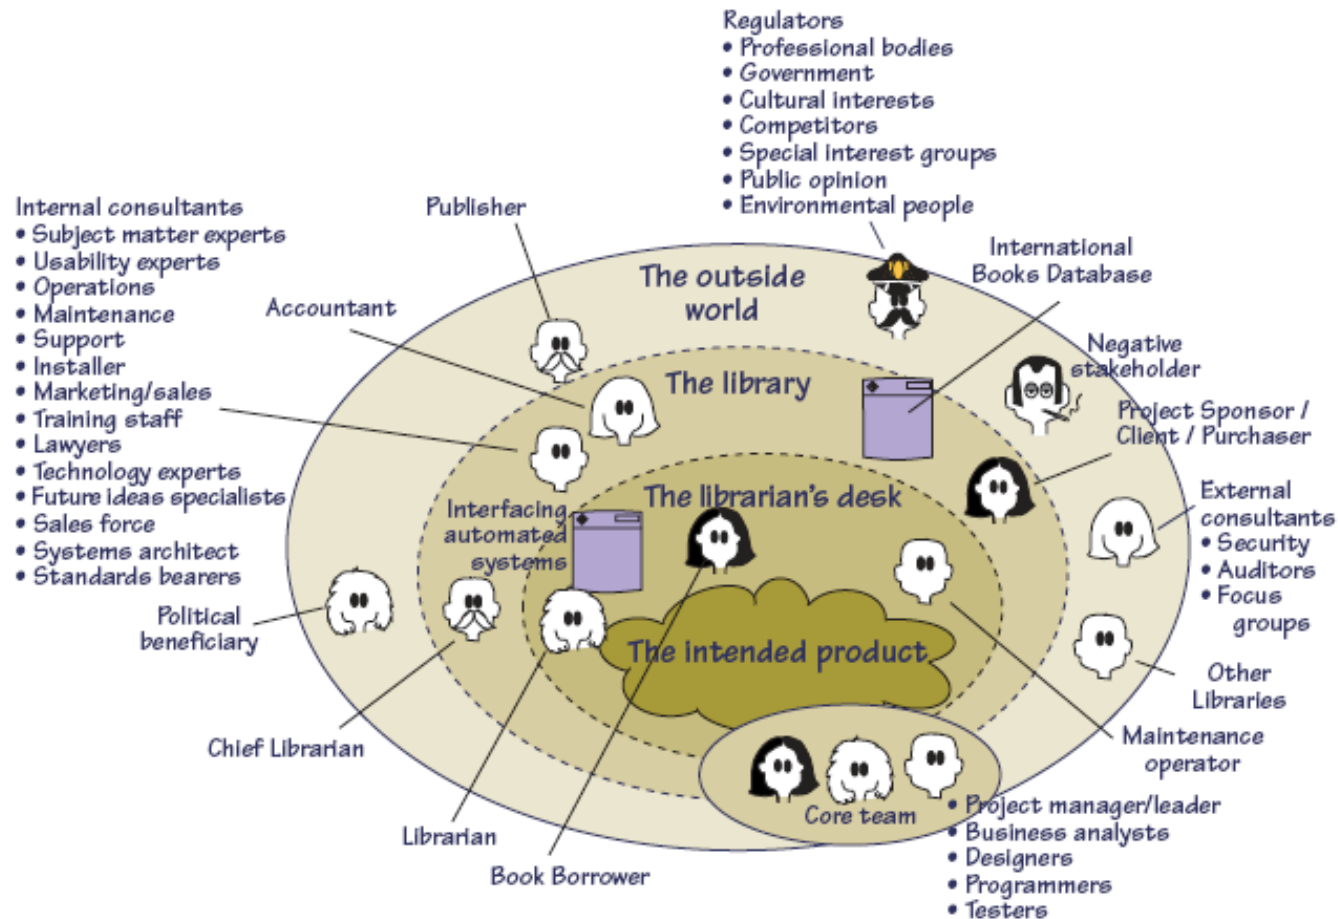 Regulators
• Professional bodies
• Government
• Cultural interests
• Competitors
• Special interest groups
• Public opinion
• Environmental people
Internal consultants
• Subject matter experts
• Usability experts
• Operations
• Maintenance
• Support
• Installer
• Marketing/sales
• Training staff
• Lawyers
• Technology experts
• Future ideas specialists
• Sales force
• Systems architect
• Standards bearers
Publisher
Accountant
The outside
world
International
Books Database
Negative
stakeholder
The library
Project Sponsor /
Client / Purchaser
The librarian's desk
Interfacing
automated
systems
External
consultants
• Security
• Auditors
• Focus
groups
Political
beneficiary
The intended product
Other
Libraries
Chief Librarian
Maintenance
operator
Librarian
Book Borrower
Core team
• Project manager/leader
• Business analysts
• Designers
• Programmers
• Testers